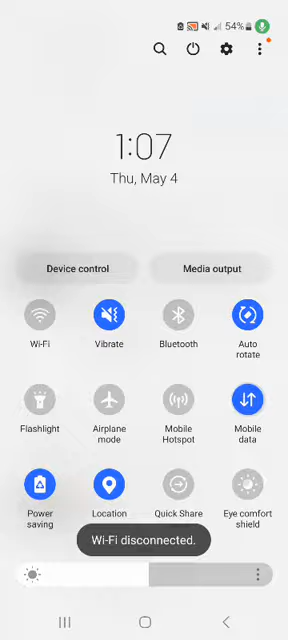 54%
1:07
Thu, May 4
Device control
Media output
Wi-Fi
Vibrate
Bluetooth
Auto
rotate
Flashlight
Airplane
mode
Mobile
Hotspot
Mobile
data
Power
saving
Location
Quick Share
Eye comfort
shield
Wi-Fi disconnected.